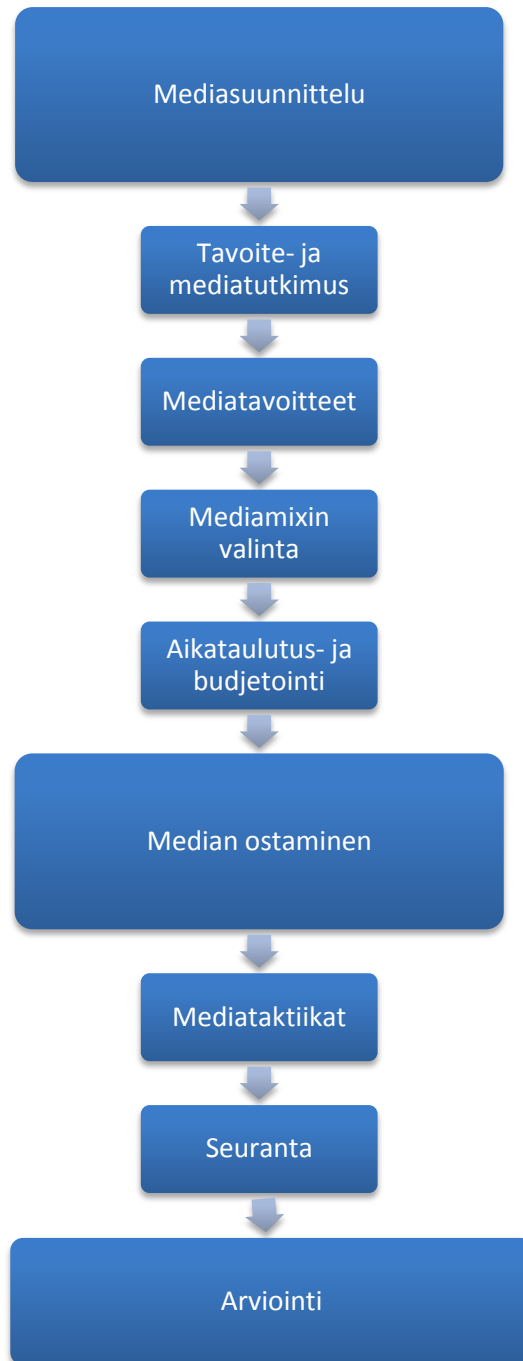 Mediasuunnittelu
Tavoite- ja
mediatutkimus
Mediatavoitteet
Mediamixin
valinta
Aikataulutus- ja
budjetointi
Median ostaminen
Mediataktiikat
Seuranta
Arviointi